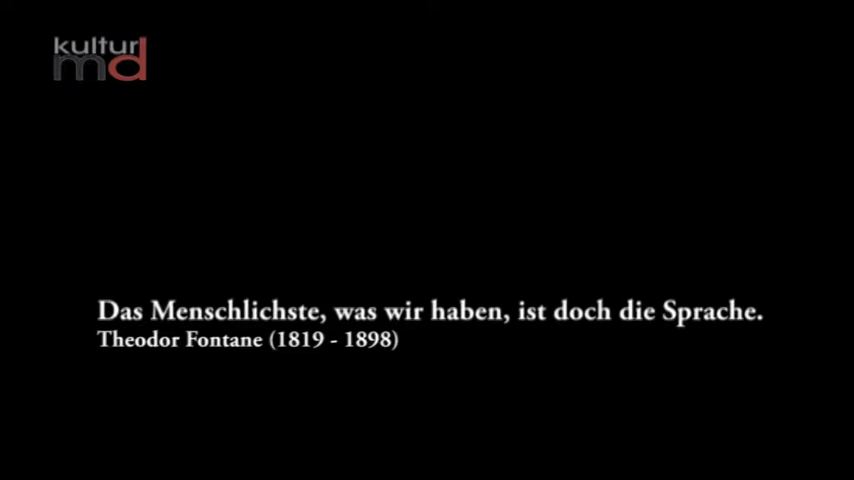 kultur
md
Das Menschlichste, was wir haben, ist doch die Sprache.
Theodor Fontane (1819 - 1898)